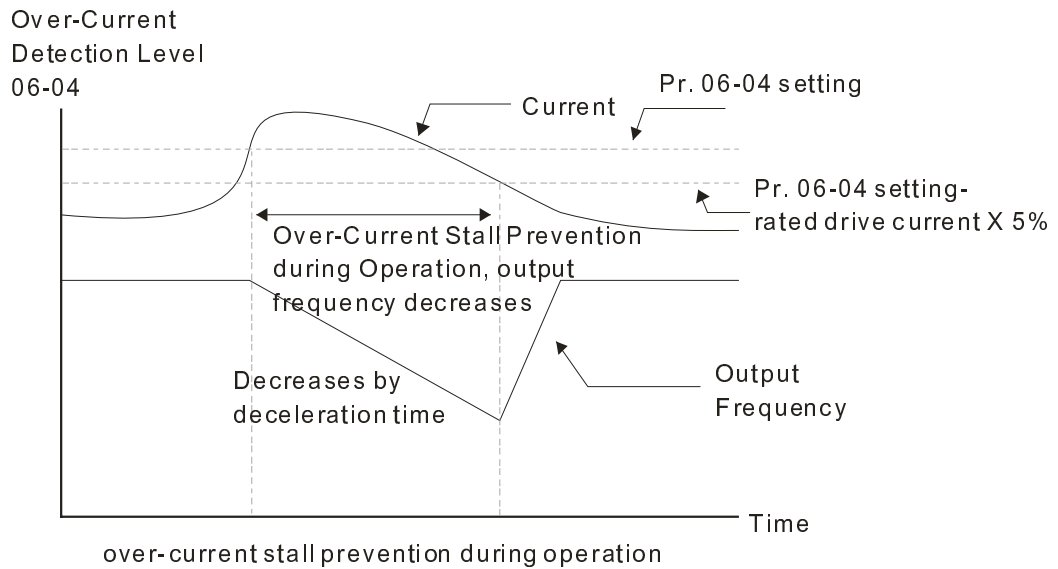 Over-Current
Detection Level
06-04
Pr. 06-04 setting
Current
Pr. 06-04 setting-
rated drive current X 5%
Over-Current Stall Prevention
during Operation, output
frequency decreases
Decreases by
deceleration time
Output
Frequency
Time
over-current stall prevention during operation